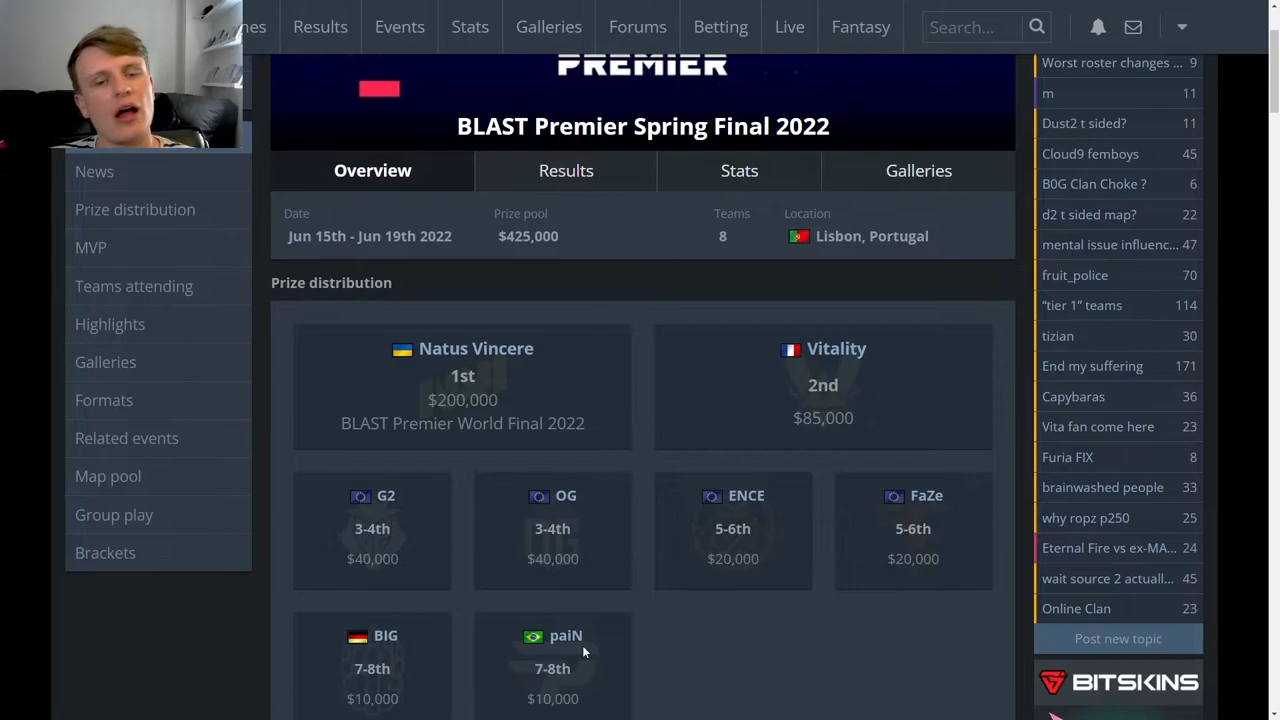 nes
Results
Events
Stats
Galleries
Forums
Betting
Live
Fantasy
Search...
PREMIER
BLAST Premier Spring Final 2022
Overview
Results
Stats
Galleries
Date
Jun 15th - Jun 19th 2022
Prize pool
$425,000
Teams
8
Location
Lisbon, Portugal
News
Prize distribution
MVP
Teams attending
Highlights
Galleries
Formats
Related events
Map pool
Group play
Brackets
Prize distribution
Natus Vincere
1st
$200,000
BLAST Premier World Final 2022
Vitality
2nd
$85,000
G2
3-4th
$40,000
OG
3-4th
$40,000
ENCE
5-6th
$20,000
FaZe
5-6th
$20,000
BIG
7-8th
$10,000
paiN
7-8th
$10,000
Worst roster changes ... 9
m 11
Dust2 t sided? 11
Cloud9 femboys 45
B0G Clan Choke ? 6
d2 t sided map? 22
mental issue influenc... 47
fruit_police 70
“tier 1” teams 114
tizian 30
End my suffering 171
Capybaras 36
Vita fan come here 23
Furia FIX 8
brainwashed people 33
why ropz p250 25
Eternal Fire vs ex-MA... 24
wait source 2 actuall... 45
Online Clan 23
Post new topic
BITSKINS